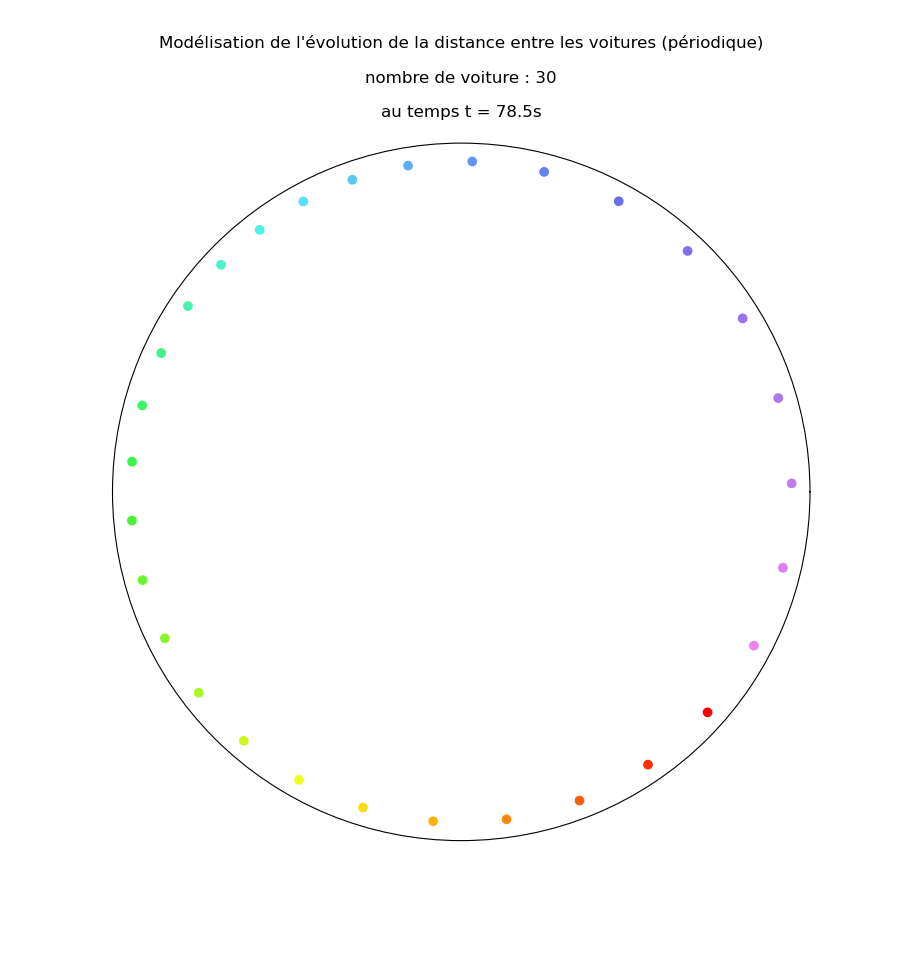 Modélisation de l'évolution de la distance entre les voitures (périodique)
nombre de voiture : 30
au temps t = 78.5s